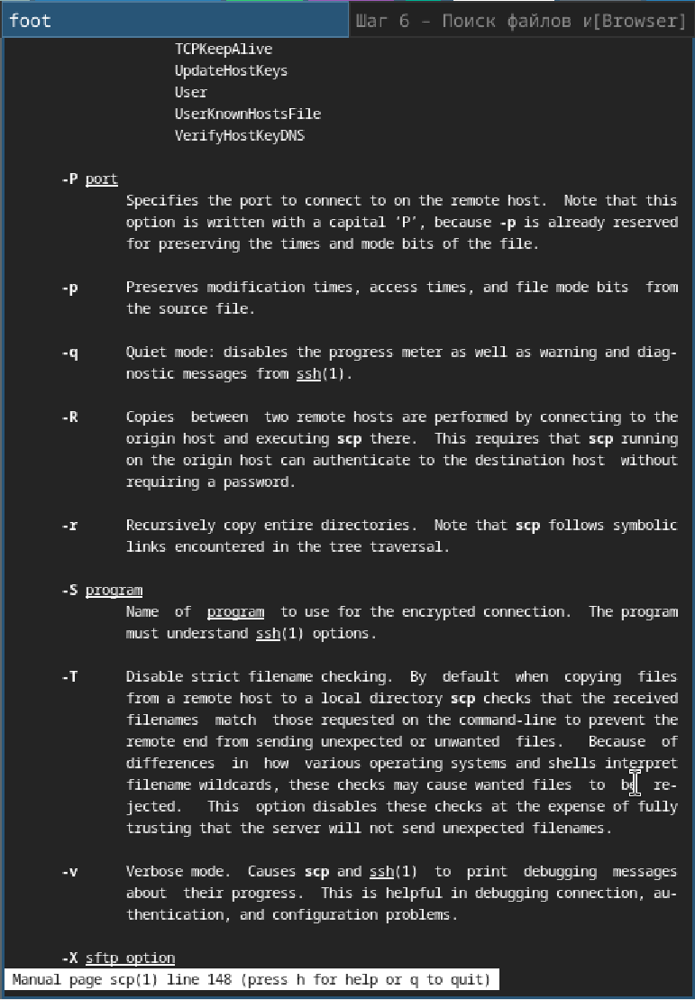 foot
Шаг 6 – Поиск файлов и[Browser]
TCPKeepAlive
UpdateHostKeys
User
UserKnownHostsFile
VerifyHostKeyDNS
-P port
Specifies the port to connect to on the remote host.  Note that this
option is written with a capital ‘P’, because -p is already reserved
for preserving the times and mode bits of the file.
-p      Preserves modification times, access times, and file mode bits  from
the source file.
-q      Quiet mode: disables the progress meter as well as warning and diag-
nostic messages from ssh(1).
-R      Copies  between  two remote hosts are performed by connecting to the
origin host and executing scp there.  This requires that scp running
on the origin host can authenticate to the destination host  without
requiring a password.
-r      Recursively copy entire directories.  Note that scp follows symbolic
links encountered in the tree traversal.
-S program
Name  of  program  to use for the encrypted connection.  The program
must understand ssh(1) options.
-T      Disable strict filename checking.  By  default  when  copying  files
from a remote host to a local directory scp checks that the received
filenames  match  those requested on the command-line to prevent the
remote end from sending unexpected or unwanted  files.   Because  of
differences  in  how  various operating systems and shells interpret
filename wildcards, these checks may cause wanted files  to  be  re-
jected.   This  option disables these checks at the expense of fully
trusting that the server will not send unexpected filenames.
-v      Verbose mode.  Causes scp and ssh(1)  to  print  debugging  messages
about  their progress.  This is helpful in debugging connection, au-
thentication, and configuration problems.
-X sftp_option
Manual page scp(1) line 148 (press h for help or q to quit)